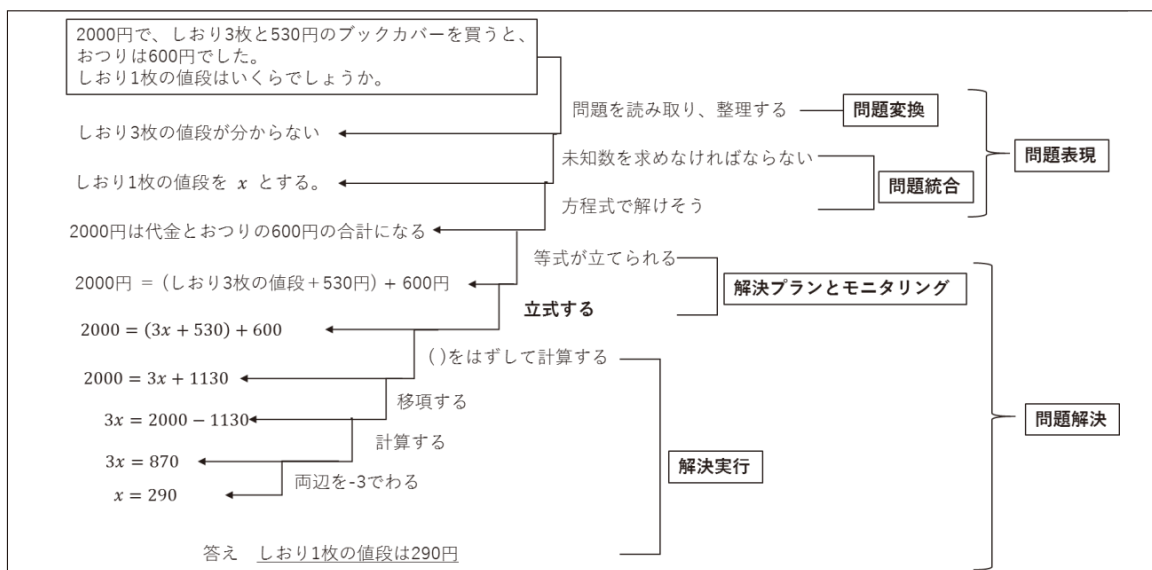 2000円で、しおり3枚と530円のブックカバーを買うと、
おつりは600円でした。
しおり1枚の値段はいくらでしょうか。
問題を読み取り、整理する
問題変換
しおり3枚の値段が分からない
問題表現
未知数を求めなければならない
しおり1枚の値段を x とする。
問題統合
方程式で解けそう
2000円は代金とおつりの600円の合計になる
等式が立てられる
2000円 = (しおり3枚の値段+530円) + 600円
解決プランとモニタリング
立式する
2000 = (3x + 530) + 600
( )をはずして計算する
2000 = 3x + 1130
移項する
3x = 2000 − 1130
問題解決
計算する
3x = 870
解決実行
両辺を-3でわる
x = 290
答え しおり1枚の値段は290円